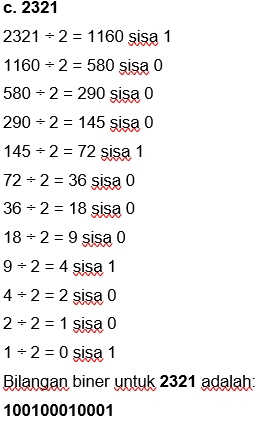 c. 2321
2321 ÷ 2 = 1160 sisa 1
1160 ÷ 2 = 580 sisa 0
580 ÷ 2 = 290 sisa 0
290 ÷ 2 = 145 sisa 0
145 ÷ 2 = 72 sisa 1
72 ÷ 2 = 36 sisa 0
36 ÷ 2 = 18 sisa 0
18 ÷ 2 = 9 sisa 0
9 ÷ 2 = 4 sisa 1
4 ÷ 2 = 2 sisa 0
2 ÷ 2 = 1 sisa 0
1 ÷ 2 = 0 sisa 1
Bilangan biner untuk 2321 adalah:
100100010001